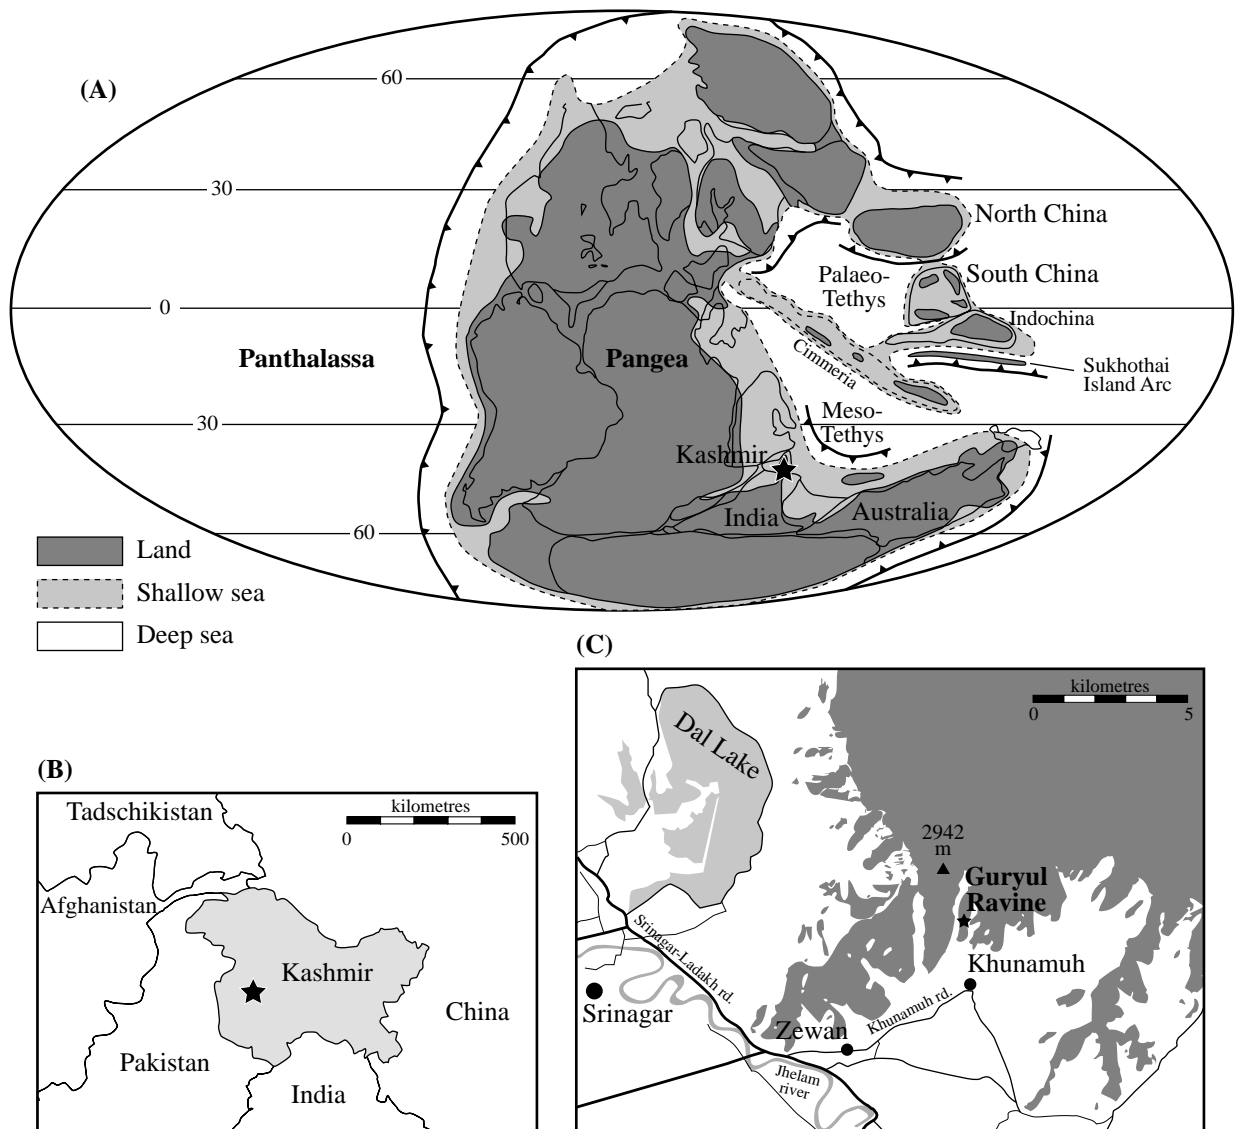 (A)
60
30
0
30
60
North China
South China
Palaeo-
Tethys
Indochina
Cimmeria
Sukhothai
Island Arc
Panthalassa
Pangea
Meso-
Tethys
Kashmir
India
Australia
Land
Shallow sea
Deep sea
(B)
Tadschikistan
kilometres
0
500
Afghanistan
Kashmir
China
Pakistan
India
(C)
kilometres
0
5
Dal Lake
2942
m
Guryul
Ravine
Srinagar-Ladakh rd.
Khunamuh
Srinagar
Khunamuh rd.
Zewan
Jhelam
river